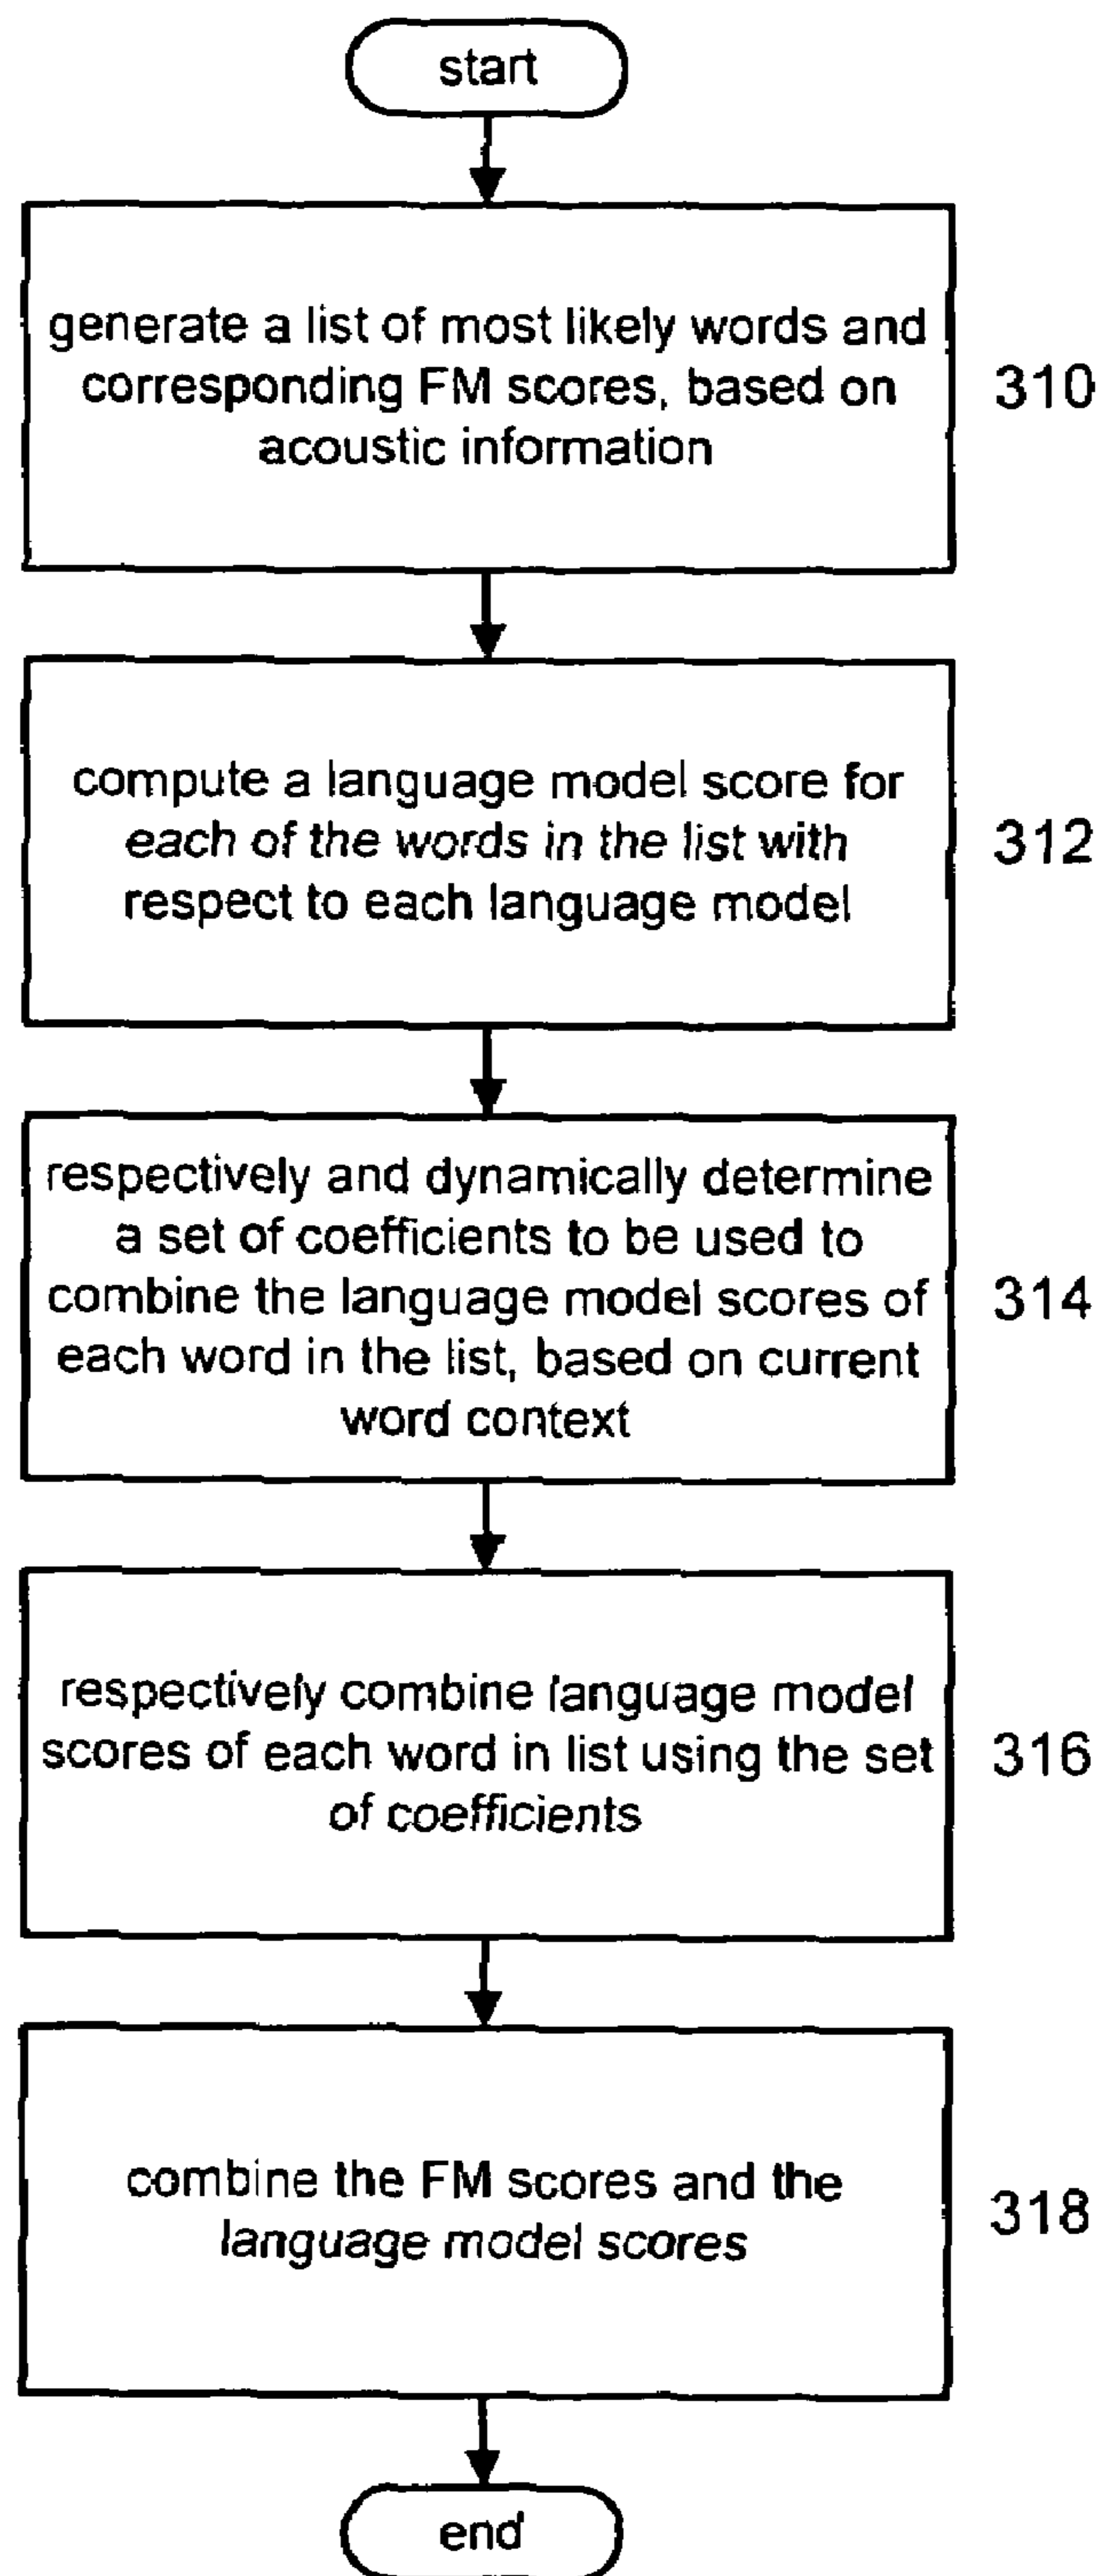 start
generate a list of most likely words and
corresponding FM scores, based on
acoustic information
310
compute a language model score for
each of the words in the list with
respect to each language model
312
respectively and dynamically determine
a set of coefficients to be used to
combine the language model scores of
each word in the list, based on current
word context
314
respectively combine language model
scores of each word in list using the set
of coefficients
316
combine the FM scores and the
language model scores
318
end